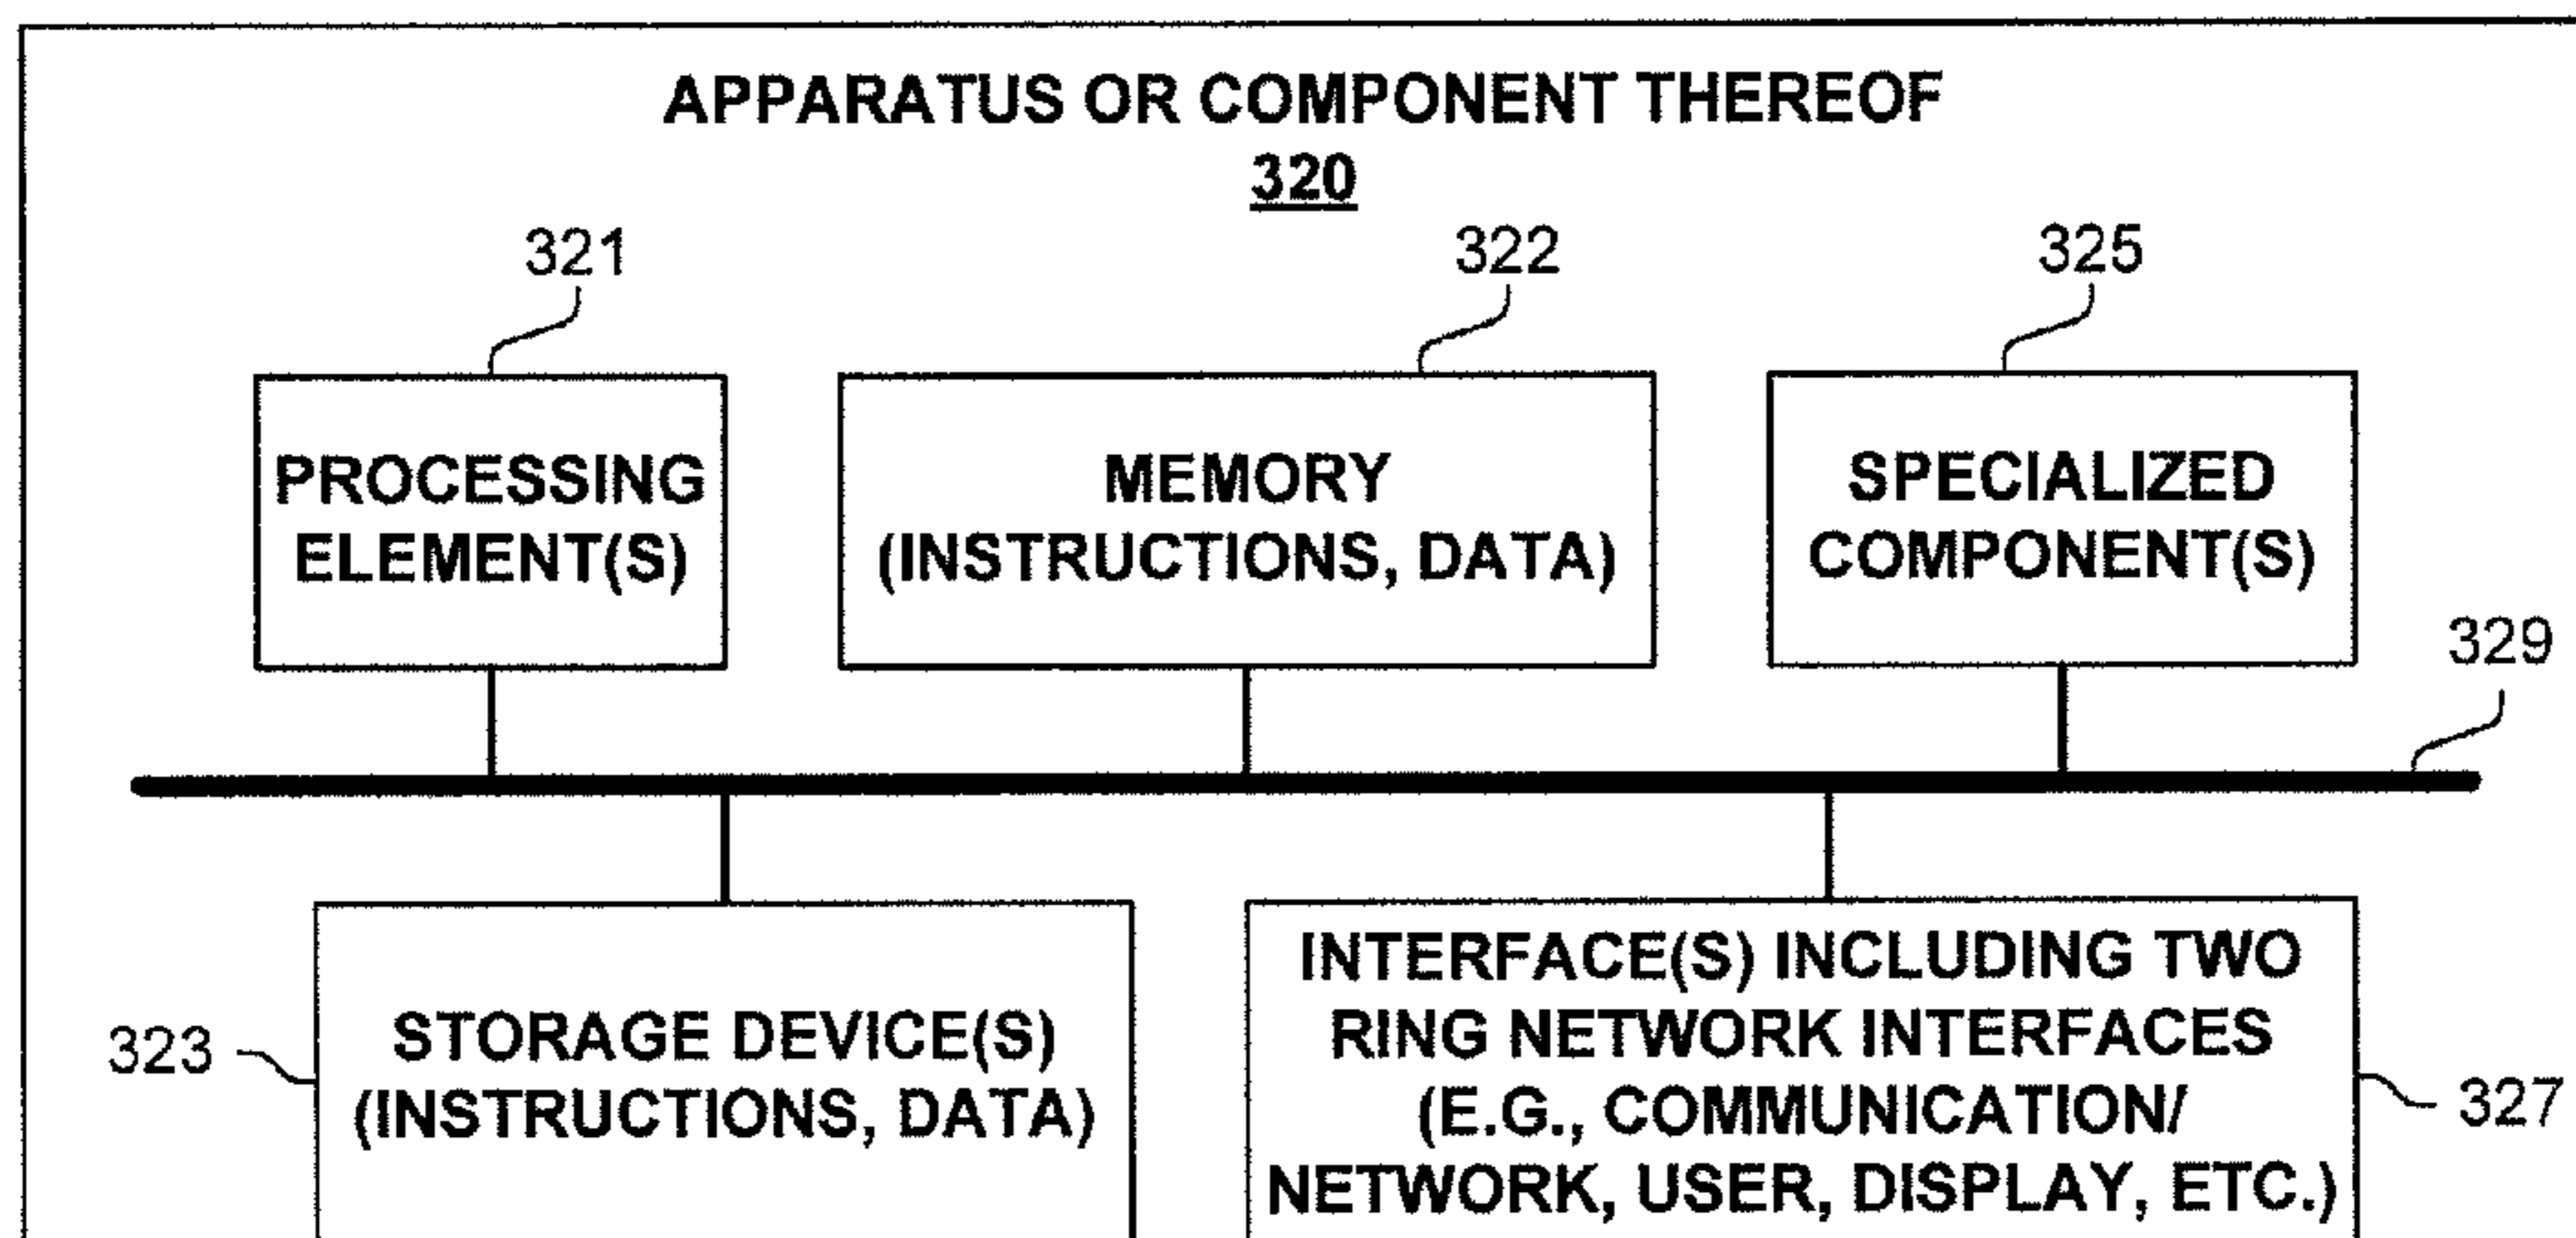 APPARATUS OR COMPONENT THEREOF
320
321
322
325
PROCESSING
ELEMENT(S)
MEMORY
(INSTRUCTIONS, DATA)
SPECIALIZED
COMPONENT(S)
329
323
STORAGE DEVICE(S)
(INSTRUCTIONS, DATA)
INTERFACE(S) INCLUDING TWO
RING NETWORK INTERFACES
(E.G., COMMUNICATION/
NETWORK, USER, DISPLAY, ETC.)
327